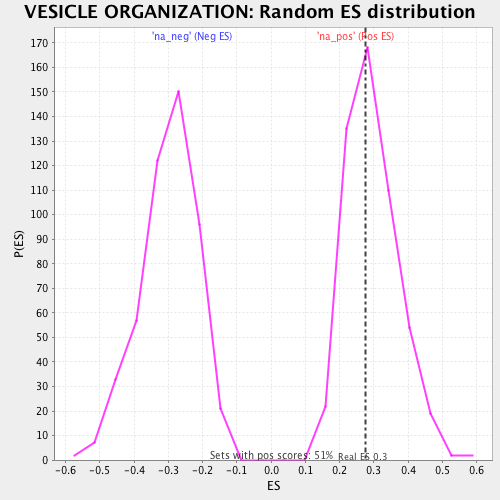 VESICLE ORGANIZATION: Random ES distribution
'na_neg' (Neg ES)
'na_pos' (Pos ES)
170
160
150
140
130
120
110
100
90
80
70
60
50
40
30
20
10
0
P(ES)
Sets with pos scores: 51%
Real ES 0.3
-0.6 -0.5 -0.4 -0.3 -0.2 -0.1 0.0 0.1 0.2 0.3 0.4 0.5 0.6
ES